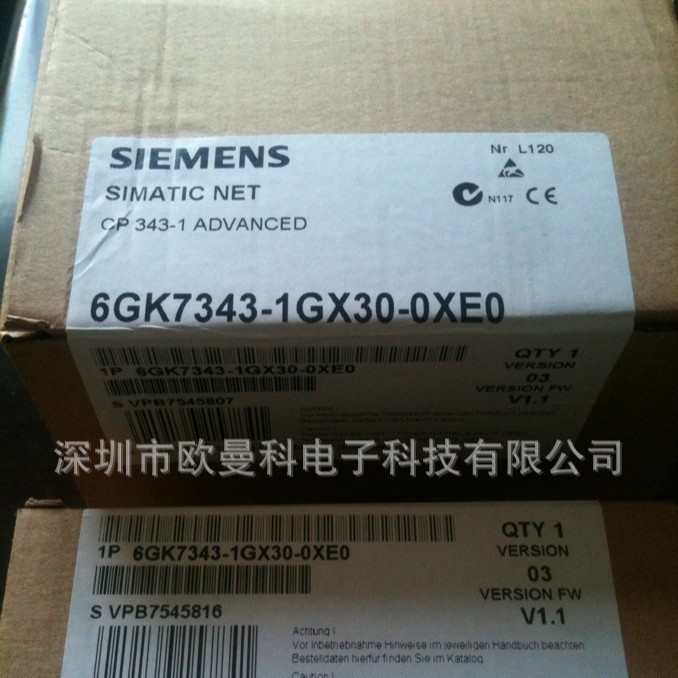 SIEMENS
Nr L120
SIMATIC NET
N117 CE
CP 343-1 ADVANCED
6GK7343-1GX30-0XE0
1P 6GK7343-1GX30-0XE0
QTY 1
VERSION
03
VERSION FW
V1.1
S VPB7545807
深圳市欧曼科电子科技有限公司
1P 6GK7343-1GX30-0XE0
QTY 1
VERSION
03
VERSION FW
V1.1
S VPB7545816
Achtung !
Vor Inbetriebnahme Hinweise im jeweiligen Handbuch beachten.
Bestelldaten hierfür finden Sie im Katalog
Caution !